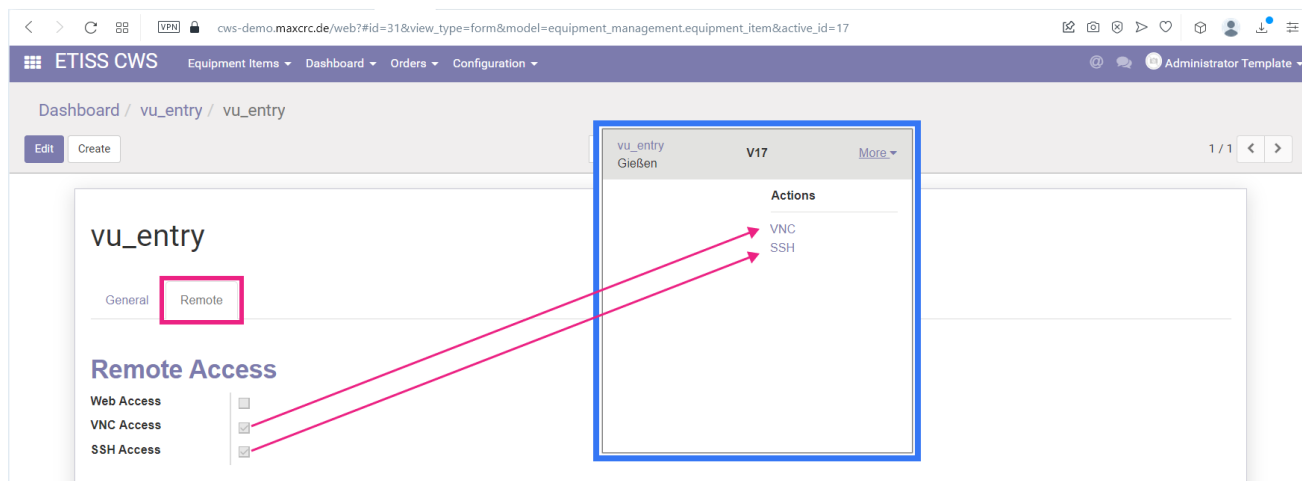 VPN cws-demo.maxcrc.de/web?#id=31&view_type=form&model=equipment_management.equipment_item&active_id=17
ETISS CWS Equipment Items Dashboard Orders Configuration @ Administrator Template
Dashboard / vu_entry / vu_entry
Edit Create 1 / 1
vu_entry V17 More
Gießen
Actions
VNC
SSH
vu_entry
General Remote
Remote Access
Web Access
VNC Access
SSH Access